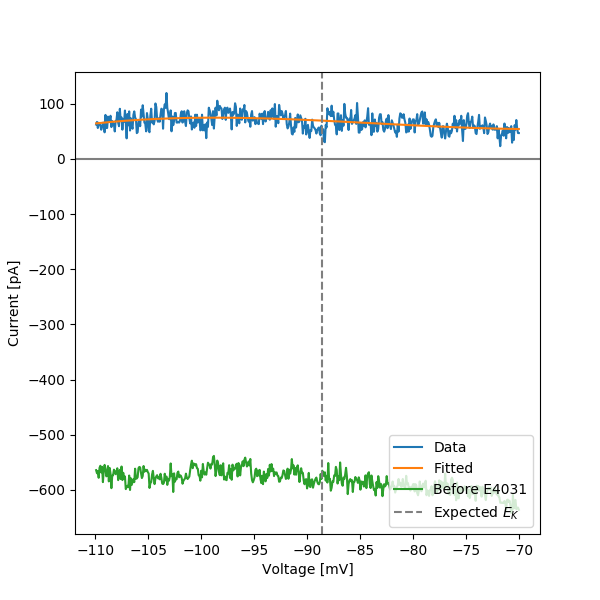 100
0
−100
−200
−300
−400
−500
−600
Current [pA]
Data
Fitted
Before E4031
Expected E_K
−110
−105
−100
−95
−90
−85
−80
−75
−70
Voltage [mV]